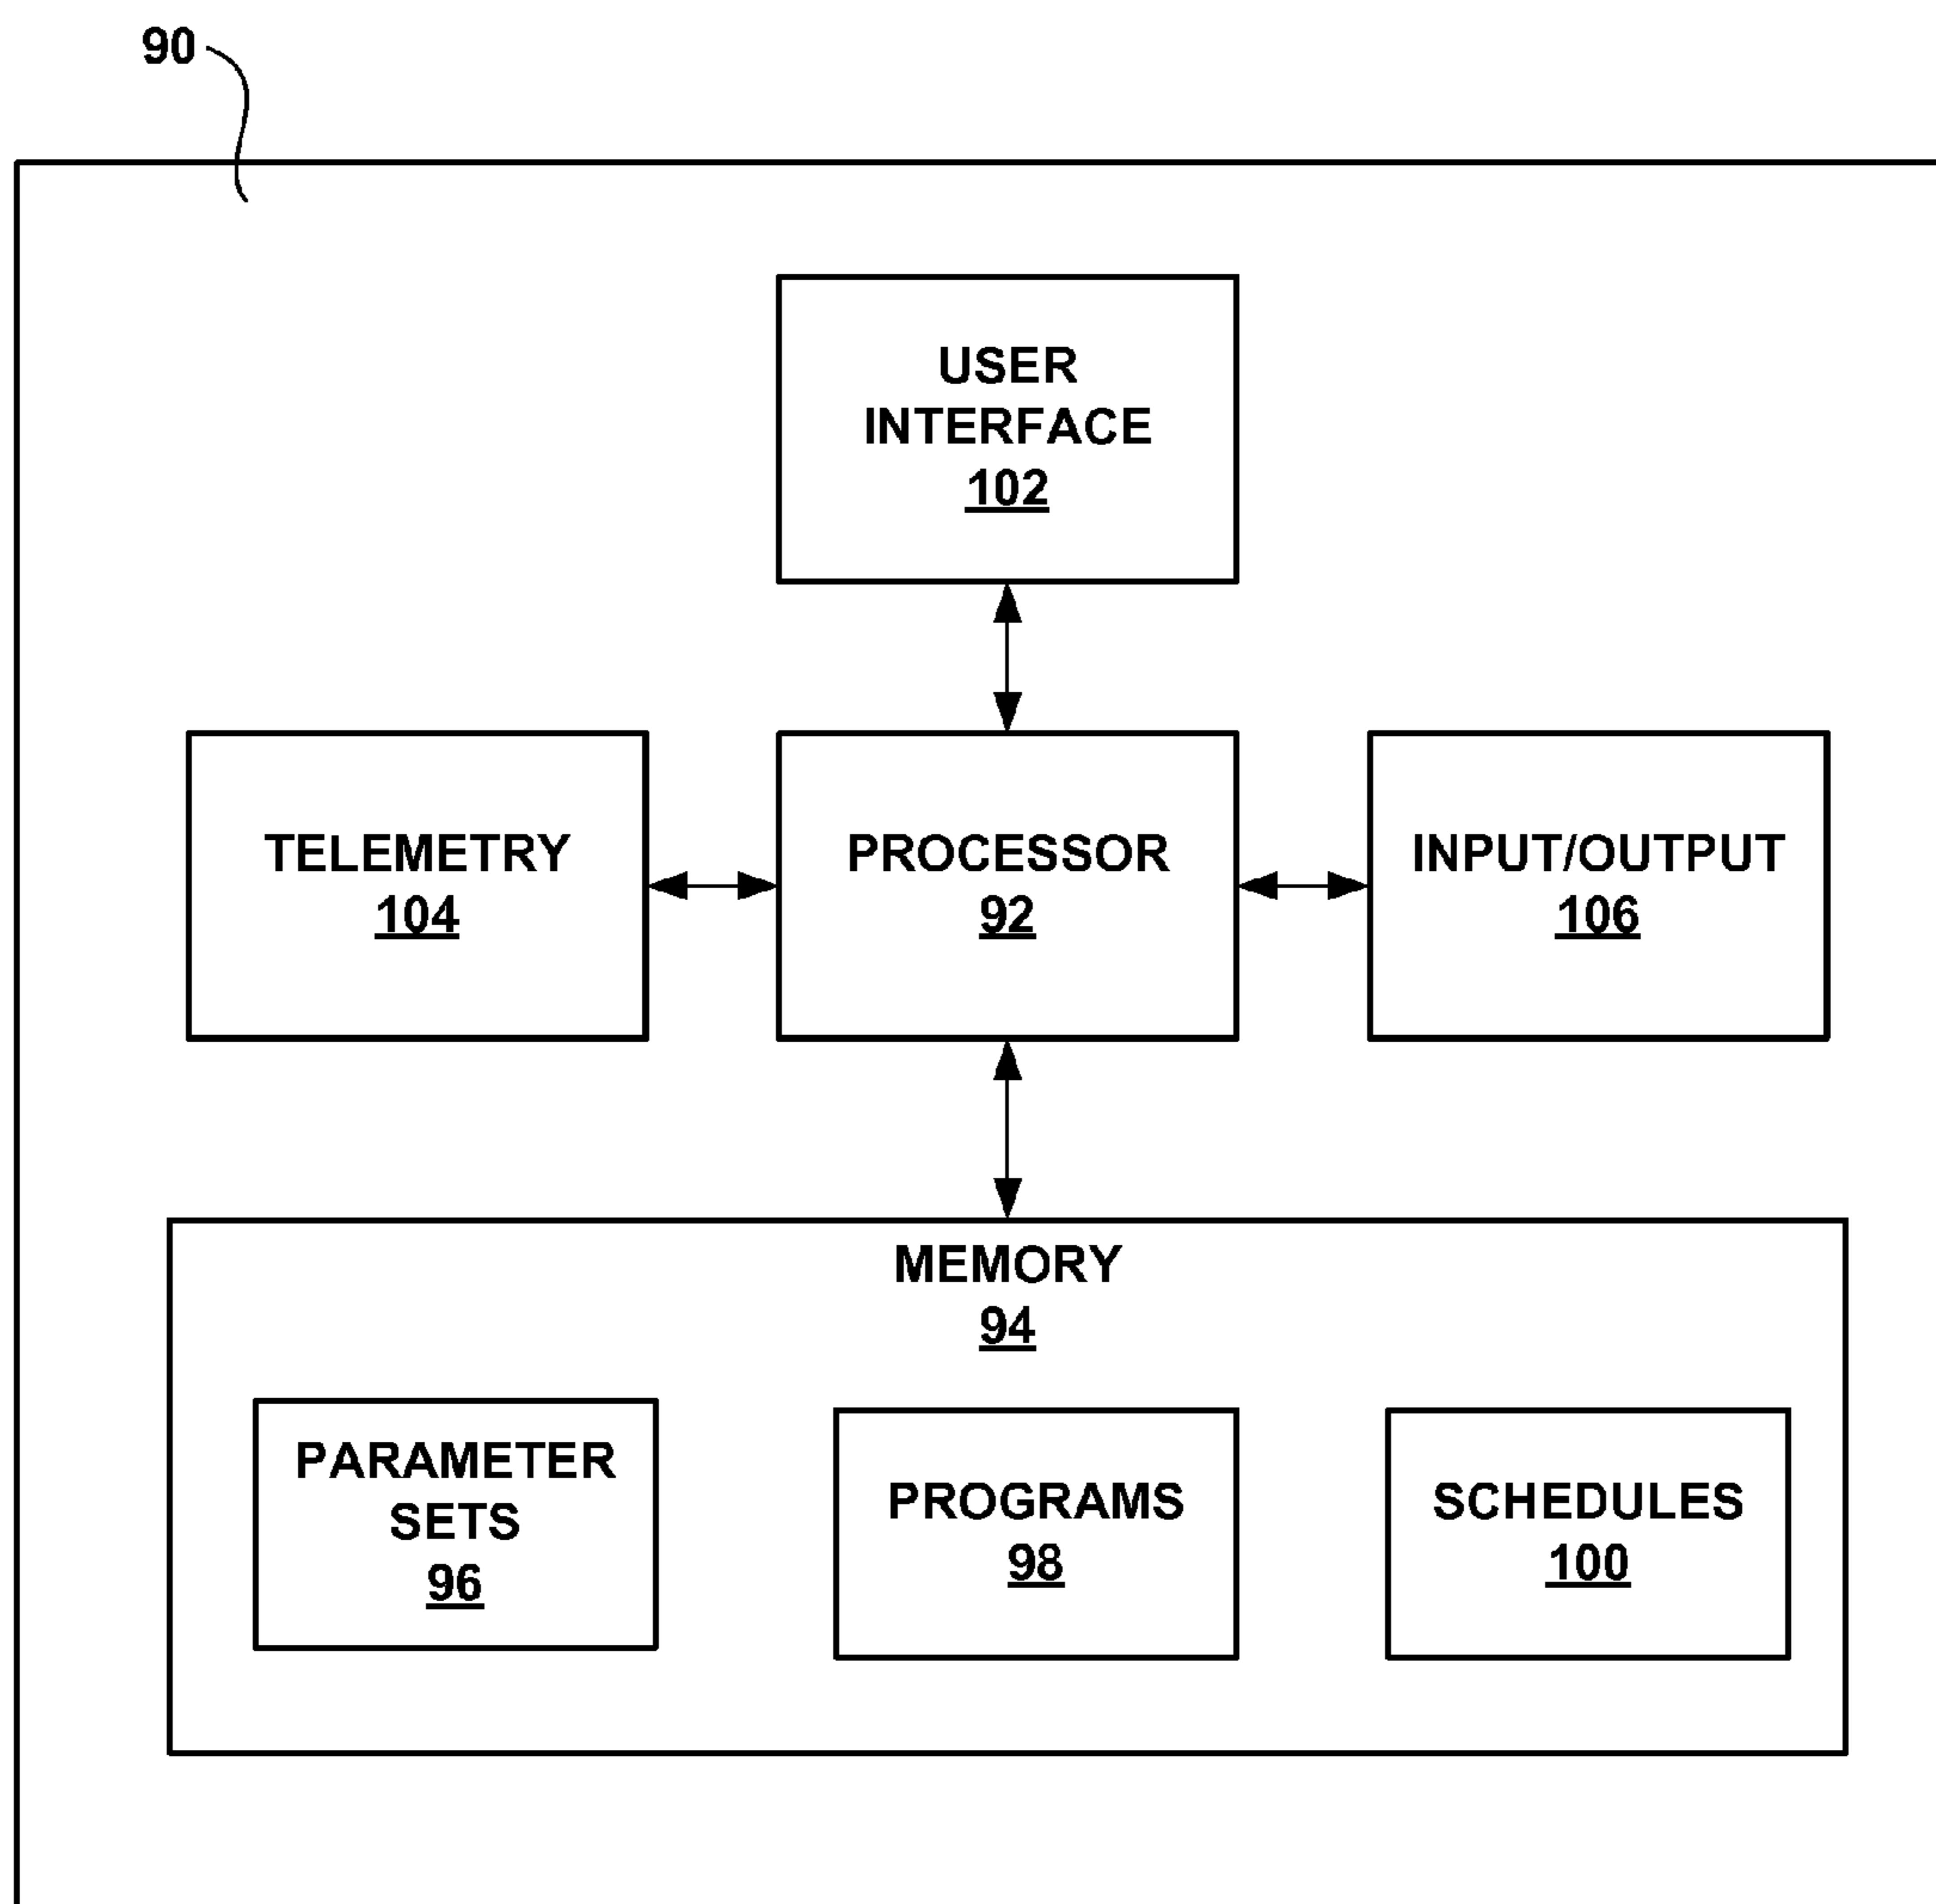 90
USER
INTERFACE
102
TELEMETRY
104
PROCESSOR
92
INPUT/OUTPUT
106
MEMORY
94
PARAMETER
SETS
96
PROGRAMS
98
SCHEDULES
100